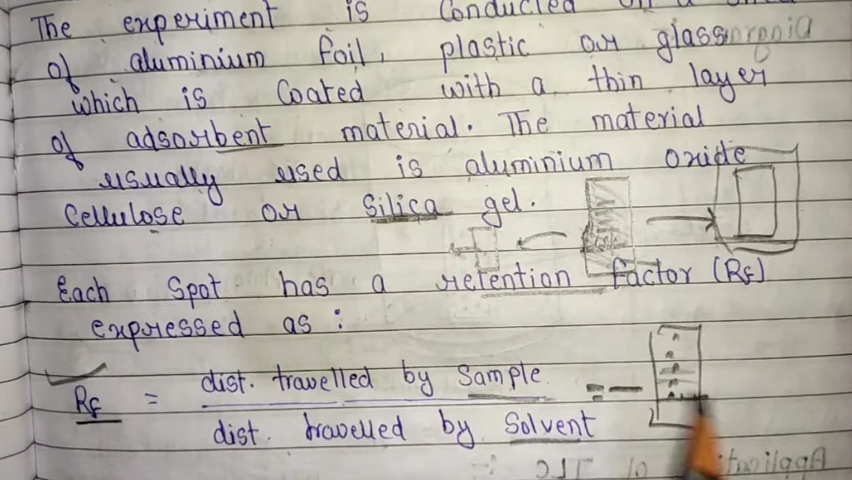 The experiment is conducted on a
of aluminium foil, plastic or glass
which is coated with a thin layer
of adsorbent material. The material
usually used is aluminium oxide
cellulose or silica gel.
Each spot has a retention factor (Rf)
expressed as :
Rf = dist. travelled by Sample
dist. travelled by Solvent